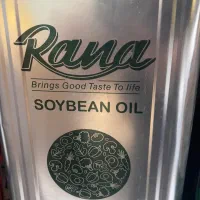 Rana
Brings Good Taste To life
SOYBEAN OIL